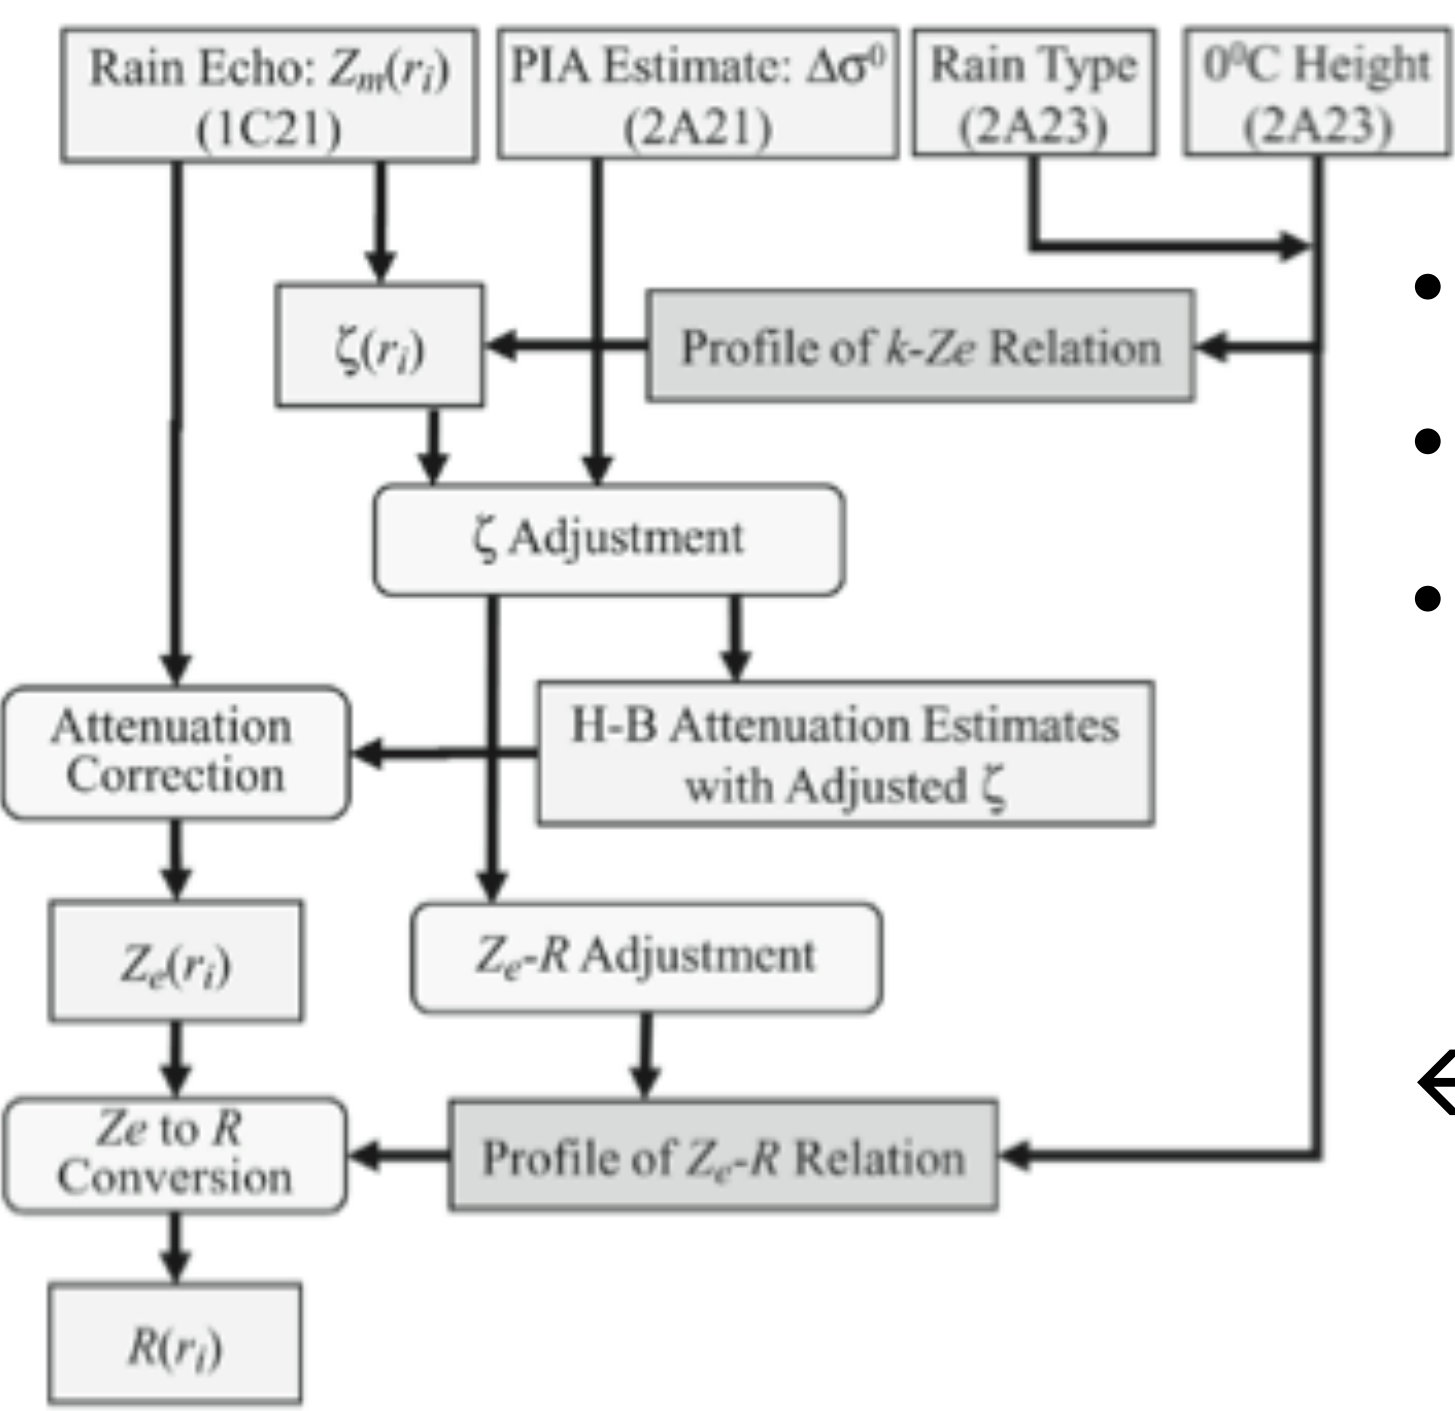 Rain Echo: Zm(ri)
(1C21)
PIA Estimate: Δσ⁰
(2A21)
Rain Type
(2A23)
0⁰C Height
(2A23)
ζ(ri)
Profile of k-Ze Relation
ζ Adjustment
Attenuation
Correction
H-B Attenuation Estimates
with Adjusted ζ
Ze(ri)
Ze-R Adjustment
Ze to R
Conversion
Profile of Ze-R Relation
R(ri)